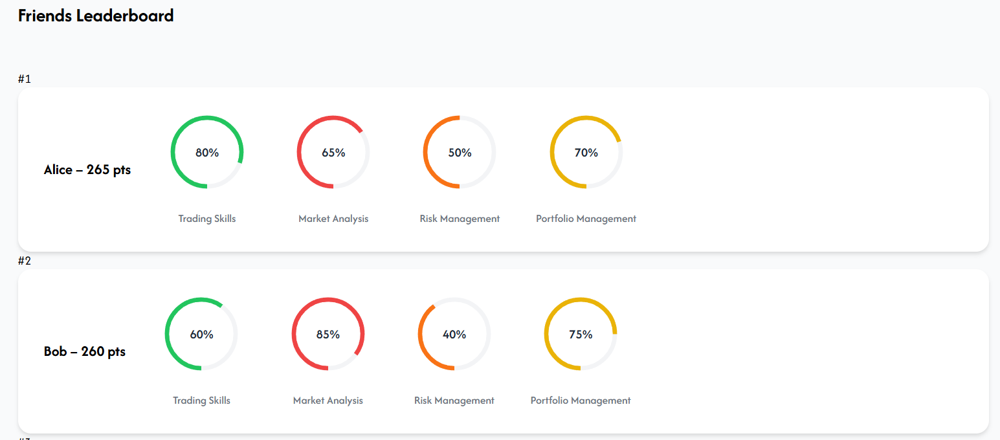 Friends Leaderboard
#1
Alice – 265 pts
80%
65%
50%
70%
Trading Skills
Market Analysis
Risk Management
Portfolio Management
#2
Bob – 260 pts
60%
85%
40%
75%
Trading Skills
Market Analysis
Risk Management
Portfolio Management